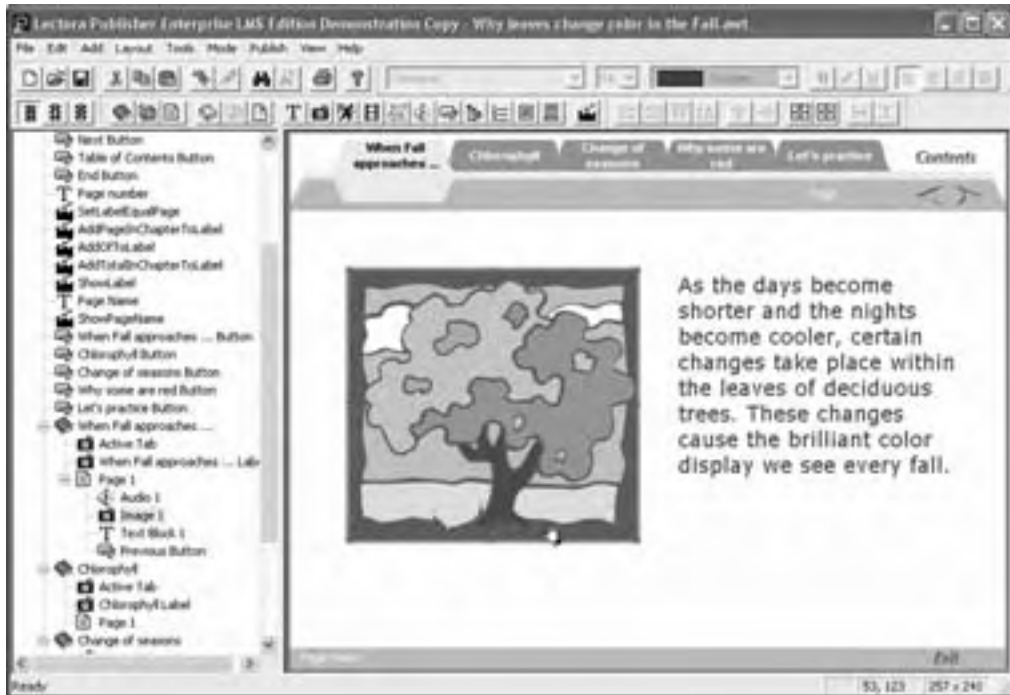 Lectora Publisher Enterprise LMS Edition Demonstration Copy - Why leaves change color in the Fall.awt
File Edit Add Layout Tools Mode Publish View Help
Next Button
Table of Contents Button
End Button
Page number
SetLabelEqualPage
AddPageInChapterToLabel
AddOfToLabel
AddTotalInChapterToLabel
ShowLabel
Page Name
ShowPageName
When Fall approaches ... Button
Chlorophyll Button
Change of seasons Button
Why some are red Button
Let's practice Button
When Fall approaches ...
Active Tab
When Fall approaches ... Labe
Page 1
Audio 1
Image 1
Text Block 1
Previous Button
Chlorophyll
Active Tab
Chlorophyll Label
Page 1
Change of seasons
When Fall
approaches ...
Chlorophyll
Change of
seasons
Why some are
red
Let's practice
Contents
As the days become
shorter and the nights
become cooler, certain
changes take place within
the leaves of deciduous
trees. These changes
cause the brilliant color
display we see every fall.
Exit
Ready
53, 123
257 x 241